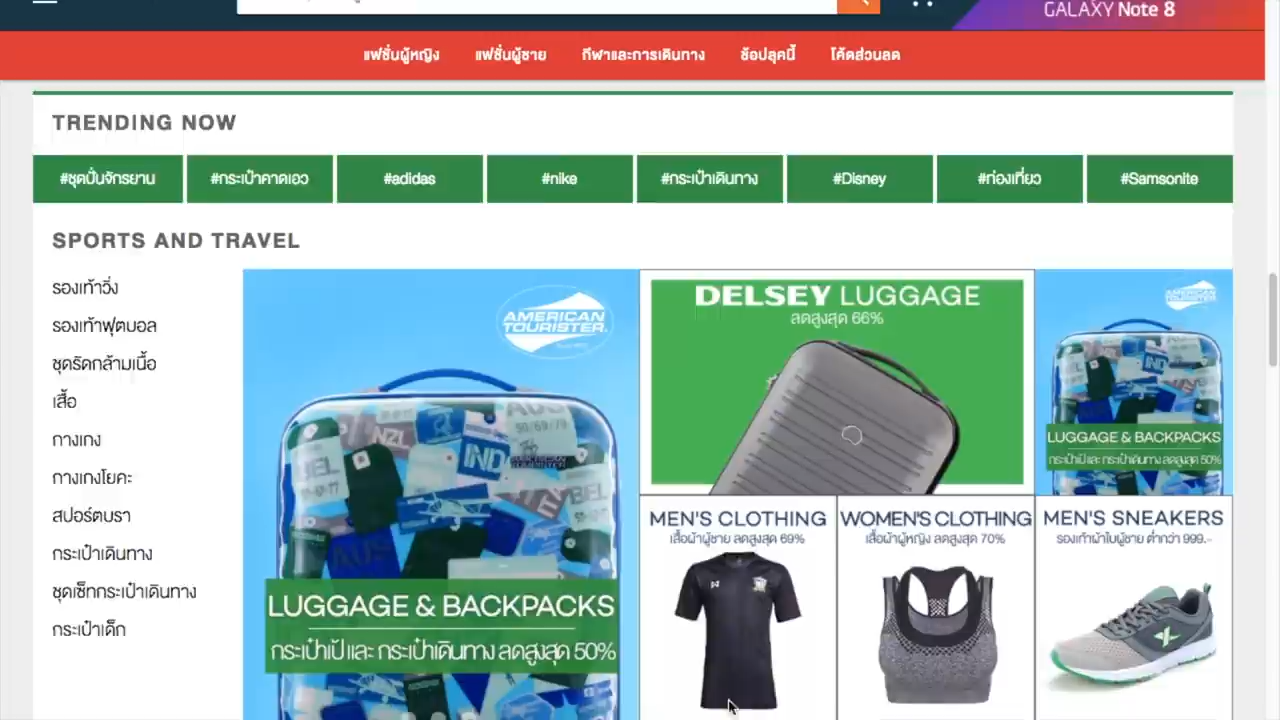 GALAXY Note 8
แฟชั่นผู้หญิง
แฟชั่นผู้ชาย
กีฬาและการเดินทาง
ช้อปลุคนี้
โค้ดส่วนลด
TRENDING NOW
#ชุดปั่นจักรยาน
#กระเป๋าคาดเอว
#adidas
#nike
#กระเป๋าเดินทาง
#Disney
#ท่องเที่ยว
#Samsonite
SPORTS AND TRAVEL
รองเท้าวิ่ง
รองเท้าฟุตบอล
ชุดรัดกล้ามเนื้อ
เสื้อ
กางเกง
กางเกงโยคะ
สปอร์ตบรา
กระเป๋าเดินทาง
ชุดเซ็ทกระเป๋าเดินทาง
กระเป๋าเด็ก
AMERICAN
TOURISTER
NZL
IND
BEL
AUS
LUGGAGE & BACKPACKS
กระเป๋าเป้ และ กระเป๋าเดินทาง ลดสูงสุด 50%
DELSEY LUGGAGE
ลดสูงสุด 66%
AMERICAN
TOURISTER
LUGGAGE & BACKPACKS
กระเป๋าเป้ และ กระเป๋าเดินทาง ลดสูงสุด 50%
MEN'S CLOTHING
เสื้อผ้าผู้ชาย ลดสูงสุด 69%
WOMEN'S CLOTHING
เสื้อผ้าผู้หญิง ลดสูงสุด 70%
MEN'S SNEAKERS
รองเท้าผ้าใบผู้ชาย ต่ำกว่า 999.-